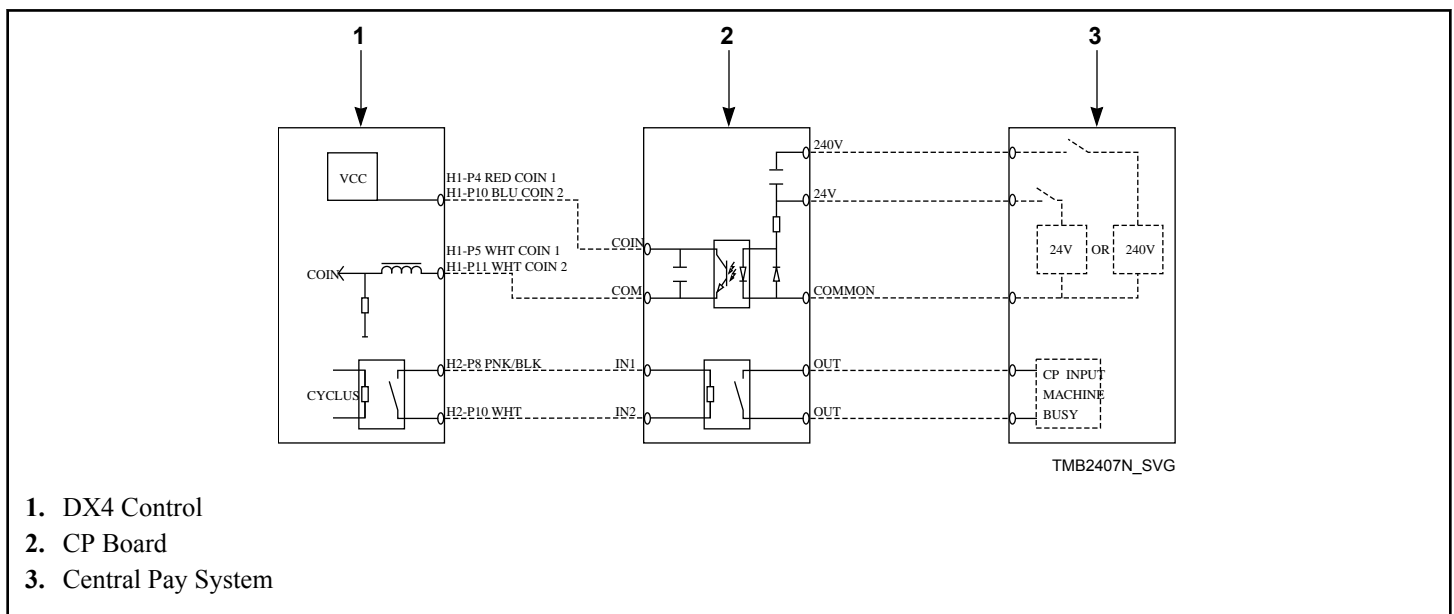 1
2
3
VCC
H1-P4 RED COIN 1
H1-P10 BLU COIN 2
COIN
H1-P5 WHT COIN 1
H1-P11 WHT COIN 2
COIN
COM
240V
24V
COMMON
24V OR 240V
CYCLUS
H2-P8 PNK/BLK
H2-P10 WHT
IN1
IN2
OUT
OUT
CP INPUT
MACHINE
BUSY
TMB2407N_SVG
1. DX4 Control
2. CP Board
3. Central Pay System